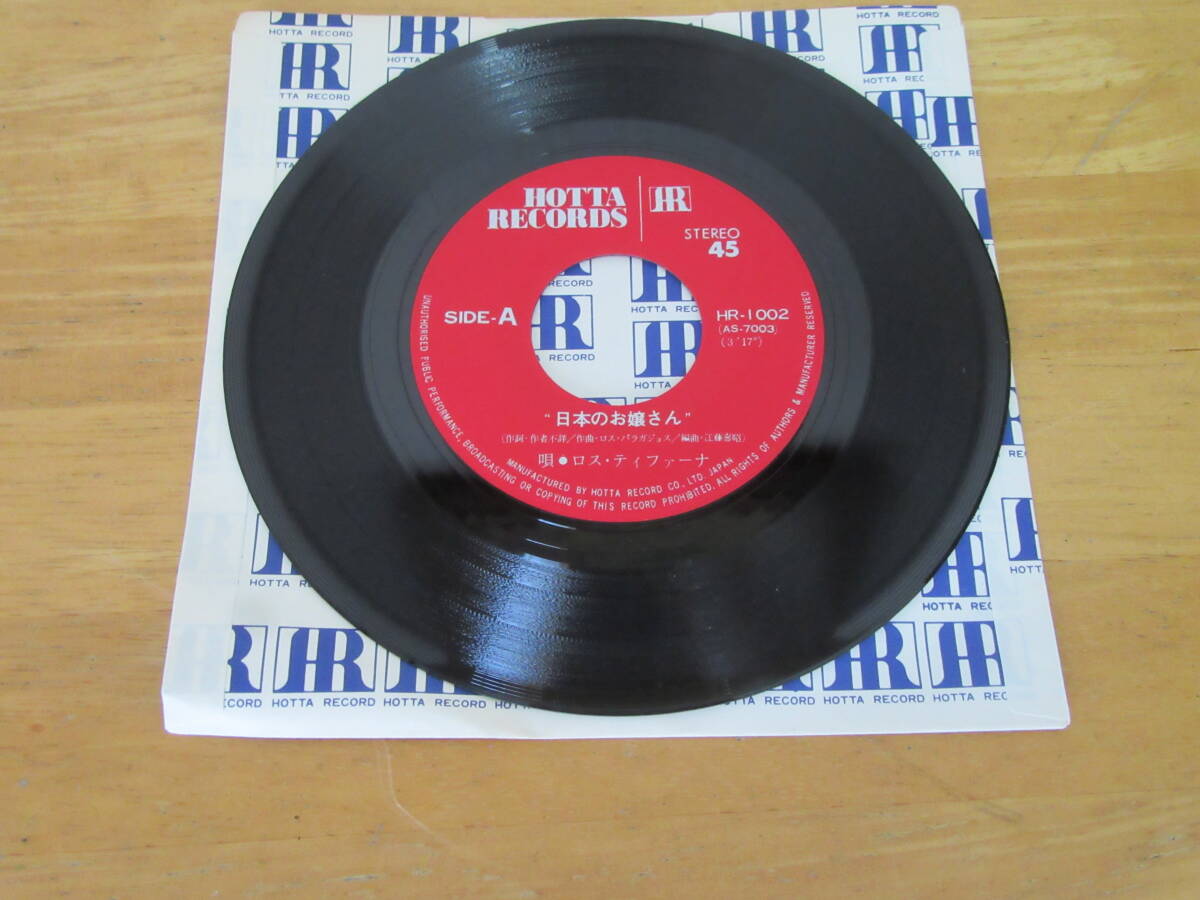 HOTTA
RECORDS
HR
STEREO
45
SIDE-A
HR-1002
(AS-7003)
(3′17″)
"日本のお嬢さん"
(作詞・作者不詳/作曲・ロス・パラガジョス/編曲・江藤憲昭)
唄●ロス・ティファーナ
MANUFACTURED BY HOTTA RECORD CO., LTD. JAPAN
UNAUTHORISED PUBLIC PERFORMANCE, BROADCASTING OR COPYING OF THIS RECORD PROHIBITED. ALL RIGHTS OF AUTHORS & MANUFACTURER RESERVED
HR
HOTTA RECORD